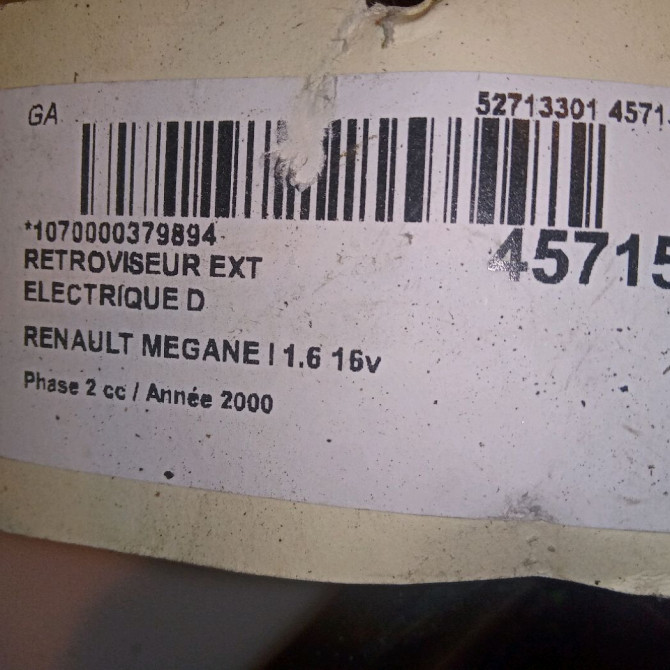 GA 52713301 4571
*1070000379894
45715
RETROVISEUR EXT
ELECTRIQUE D
RENAULT MEGANE I 1.6 16v
Phase 2 cc / Année 2000